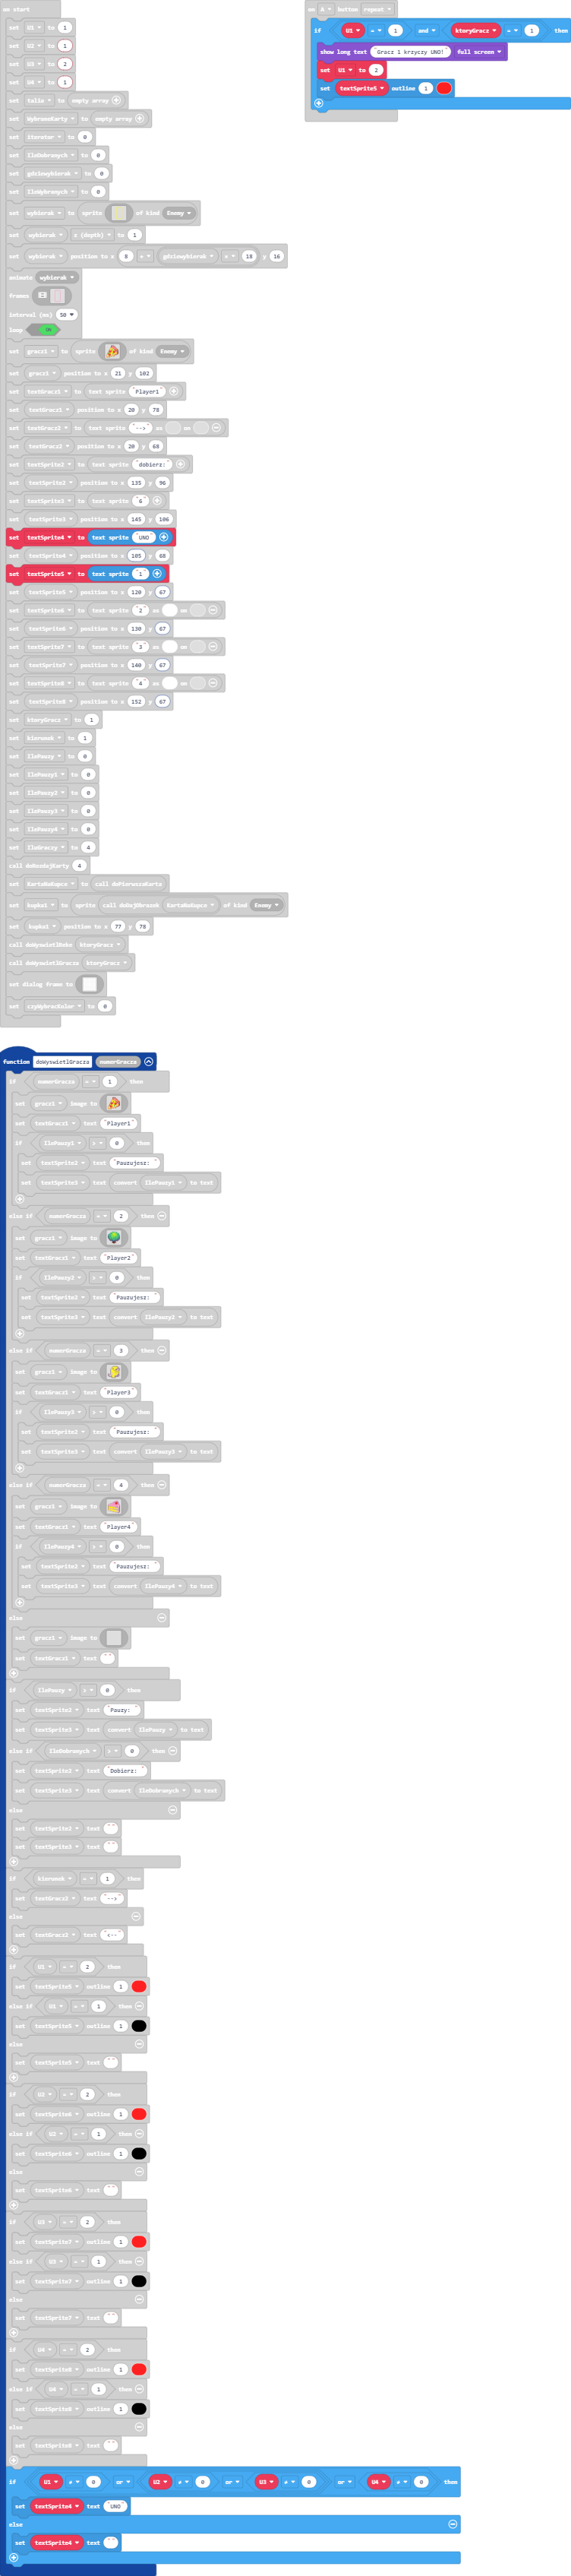 on start
set U1 to 1
set U2 to 1
set U3 to 2
set U4 to 1
set talia to empty array
set WybraneKarty to empty array
set iterator to 0
set IleDobranych to 0
set gdziewybierak to 0
set IleWybranych to 0
set wybierak to sprite of kind Enemy
set wybierak z (depth) to 1
set wybierak position to x 8 + gdziewybierak x 18 y 16
animate wybierak
frames
interval (ms) 50
loop ON
set gracz1 to sprite of kind Enemy
set gracz1 position to x 21 y 102
set textGracz1 to text sprite "Player1"
set textGracz1 position to x 20 y 78
set textGracz2 to text sprite "-->"
set textGracz2 position to x 20 y 68
set textSprite2 to text sprite "dobierz:"
set textSprite2 position to x 135 y 96
set textSprite3 to text sprite "6"
set textSprite3 position to x 145 y 106
set textSprite4 to text sprite "UNO"
set textSprite4 position to x 105 y 68
set textSprite5 to text sprite "1"
set textSprite5 position to x 120 y 67
set textSprite6 to text sprite "2"
set textSprite6 position to x 130 y 67
set textSprite7 to text sprite "3"
set textSprite7 position to x 140 y 67
set textSprite8 to text sprite "4"
set textSprite8 position to x 152 y 67
set ktoryGracz to 1
set kierunek to 1
set IlePauzy to 0
set IlePauzy1 to 0
set IlePauzy2 to 0
set IlePauzy3 to 0
set IlePauzy4 to 0
set IleGraczy to 4
call doRozdajKarty 4
set KartaNaKupce to call doPierwszaKarta
set kupka1 to sprite call doDajObrazek KartaNaKupce of kind Enemy
set kupka1 position to x 77 y 78
call doWyswietlReke ktoryGracz
call doWyswietlGracza ktoryGracz
set dialog frame to
set czyWybracKolor to 0
on A button repeat
if U1 = 1 and ktoryGracz = 1 then
show long text "Gracz 1 krzyczy UNO!" full screen
set U1 to 2
set textSprite5 outline 1
function doWyswietlGracza numerGracza
if numerGracza = 1 then
set gracz1 image to
set textGracz1 text "Player1"
if IlePauzy1 > 0 then
set textSprite2 text "Pauzujesz: "
set textSprite3 text convert IlePauzy1 to text
else if numerGracza = 2 then
set gracz1 image to
set textGracz1 text "Player2"
if IlePauzy2 > 0 then
set textSprite2 text "Pauzujesz: "
set textSprite3 text convert IlePauzy2 to text
else if numerGracza = 3 then
set gracz1 image to
set textGracz1 text "Player3"
if IlePauzy3 > 0 then
set textSprite2 text "Pauzujesz: "
set textSprite3 text convert IlePauzy3 to text
else if numerGracza = 4 then
set gracz1 image to
set textGracz1 text "Player4"
if IlePauzy4 > 0 then
set textSprite2 text "Pauzujesz: "
set textSprite3 text convert IlePauzy4 to text
else
set gracz1 image to
set textGracz1 text ""
if IlePauzy > 0 then
set textSprite2 text "Pauzy: "
set textSprite3 text convert IlePauzy to text
else if IleDobranych > 0 then
set textSprite2 text "Dobierz: "
set textSprite3 text convert IleDobranych to text
else
set textSprite2 text ""
set textSprite3 text ""
if kierunek = 1 then
set textGracz2 text "-->"
else
set textGracz2 text "<--"
if U1 = 2 then
set textSprite5 outline 1
else if U1 = 1 then
set textSprite5 outline 1
else
set textSprite5 text ""
if U2 = 2 then
set textSprite6 outline 1
else if U2 = 1 then
set textSprite6 outline 1
else
set textSprite6 text ""
if U3 = 2 then
set textSprite7 outline 1
else if U3 = 1 then
set textSprite7 outline 1
else
set textSprite7 text ""
if U4 = 2 then
set textSprite8 outline 1
else if U4 = 1 then
set textSprite8 outline 1
else
set textSprite8 text ""
if U1 ≠ 0 or U2 ≠ 0 or U3 ≠ 0 or U4 ≠ 0 then
set textSprite4 text "UNO"
else
set textSprite4 text ""